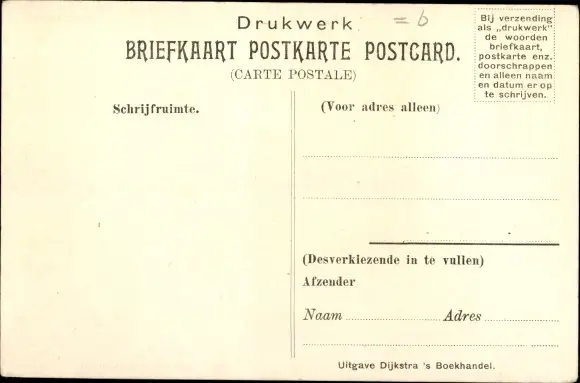 Drukwerk
= b
BRIEFKAART POSTKARTE POSTCARD.
(CARTE POSTALE)
Bij verzending
als „drukwerk"
de woorden
briefkaart,
postkarte enz.
doorschrappen
en alleen naam
en datum er op
te schrijven.
Schrijfruimte.
(Voor adres alleen)
(Desverkiezende in te vullen)
Afzender
Naam Adres
Uitgave Dijkstra 's Boekhandel.